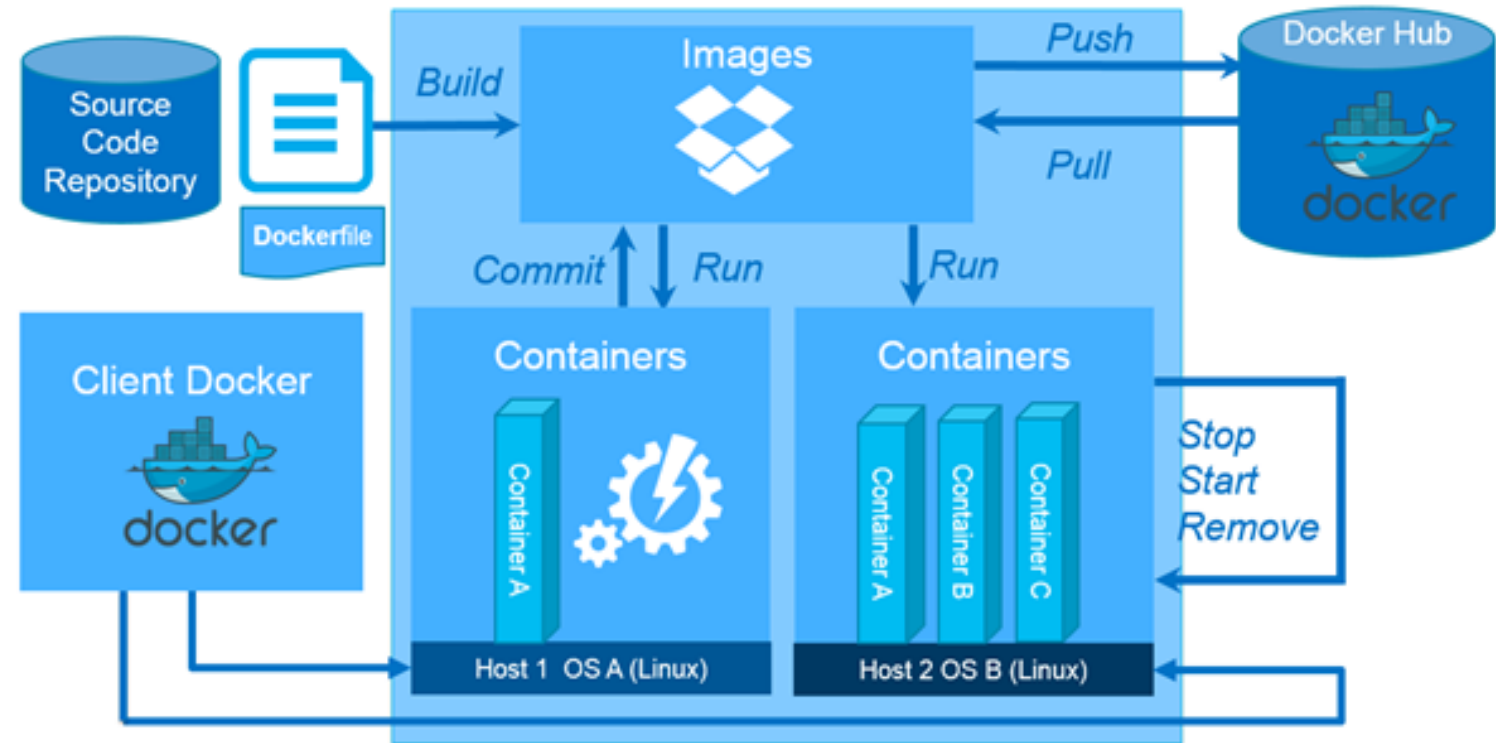 Source
Code
Repository
Dockerfile
Build
Images
Push
Pull
Docker Hub
docker
Commit
Run
Run
Client Docker
docker
Containers
Container A
Host 1 OS A (Linux)
Containers
Container A
Container B
Container C
Host 2 OS B (Linux)
Stop
Start
Remove